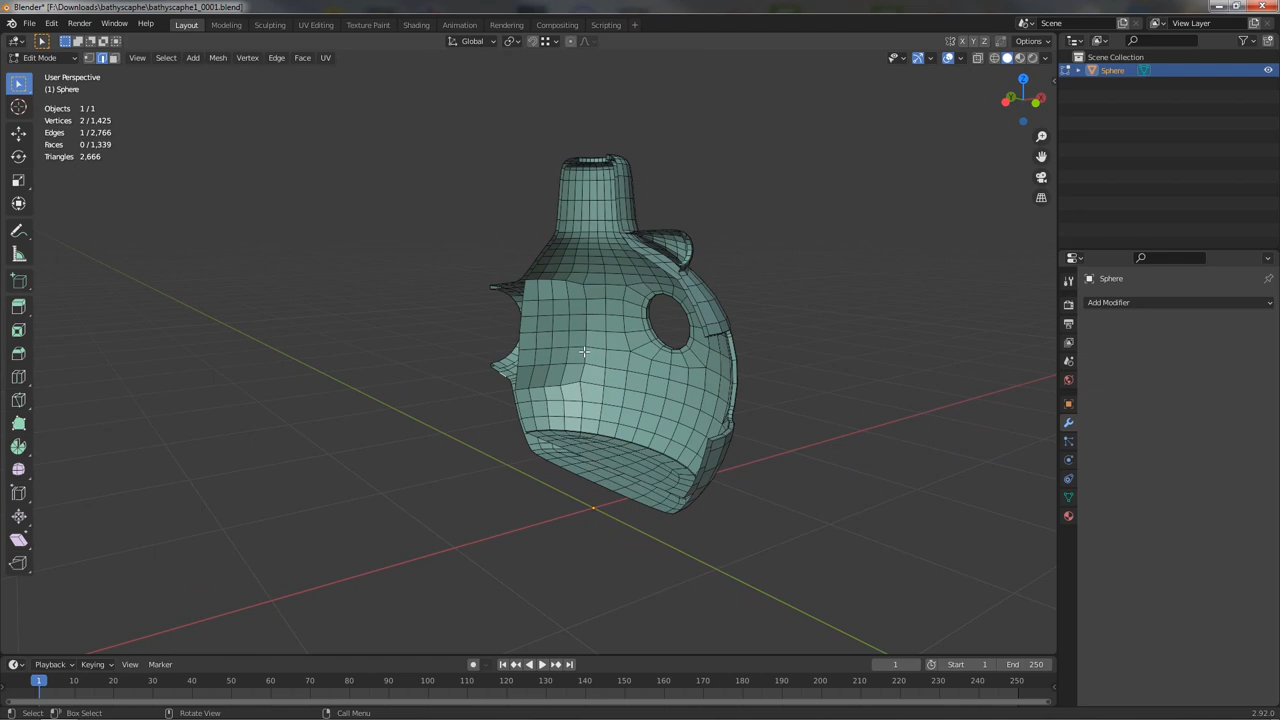 Blender* [F:\Downloads\bathyscaphe\bathyscaphe1_0001.blend]
File Edit Render Window Help Layout Modeling Sculpting UV Editing Texture Paint Shading Animation Rendering Compositing Scripting + Scene View Layer
Global X Y Z Options
Edit Mode View Select Add Mesh Vertex Edge Face UV
Scene Collection
Sphere
User Perspective
(1) Sphere
Objects 1 / 1
Vertices 2 / 1,425
Edges 1 / 2,766
Faces 0 / 1,339
Triangles 2,666
Z
Y X
Sphere
Add Modifier
Playback Keying View Marker 1 Start 1 End 250
1 10 20 30 40 50 60 70 80 90 100 110 120 130 140 150 160 170 180 190 200 210 220 230 240 250
Select Box Select Rotate View Call Menu 2.92.0